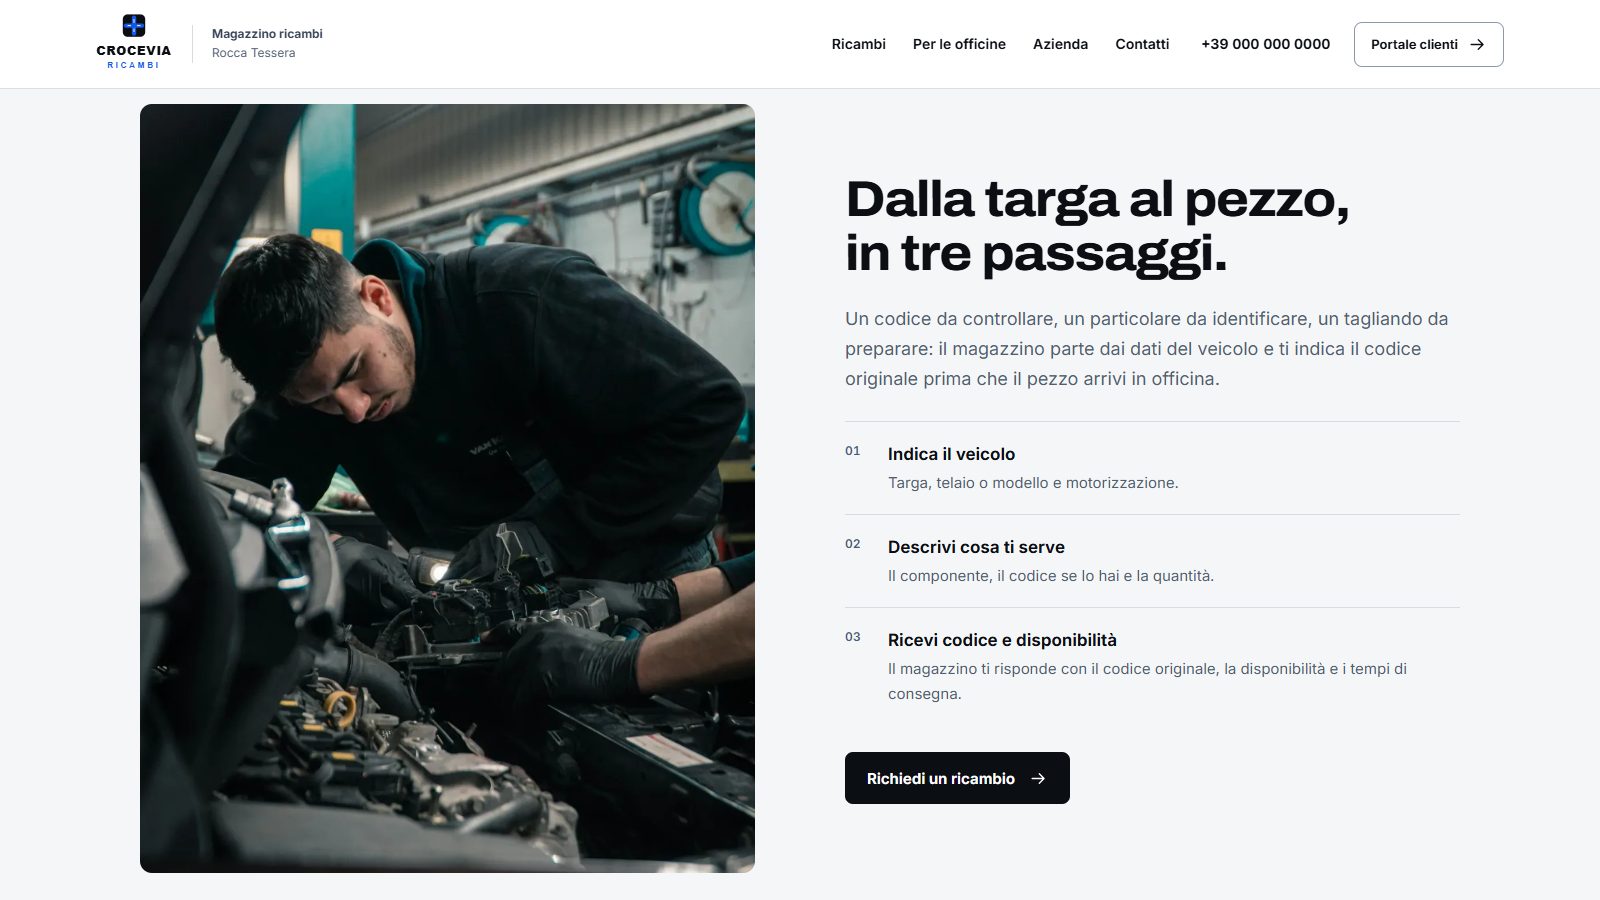 CROCEVIA
RICAMBI
Magazzino ricambi
Rocca Tessera
Ricambi
Per le officine
Azienda
Contatti
+39 000 000 0000
Portale clienti
Dalla targa al pezzo,
in tre passaggi.
Un codice da controllare, un particolare da identificare, un tagliando da
preparare: il magazzino parte dai dati del veicolo e ti indica il codice
originale prima che il pezzo arrivi in officina.
01
Indica il veicolo
Targa, telaio o modello e motorizzazione.
02
Descrivi cosa ti serve
Il componente, il codice se lo hai e la quantità.
03
Ricevi codice e disponibilità
Il magazzino ti risponde con il codice originale, la disponibilità e i tempi di
consegna.
Richiedi un ricambio